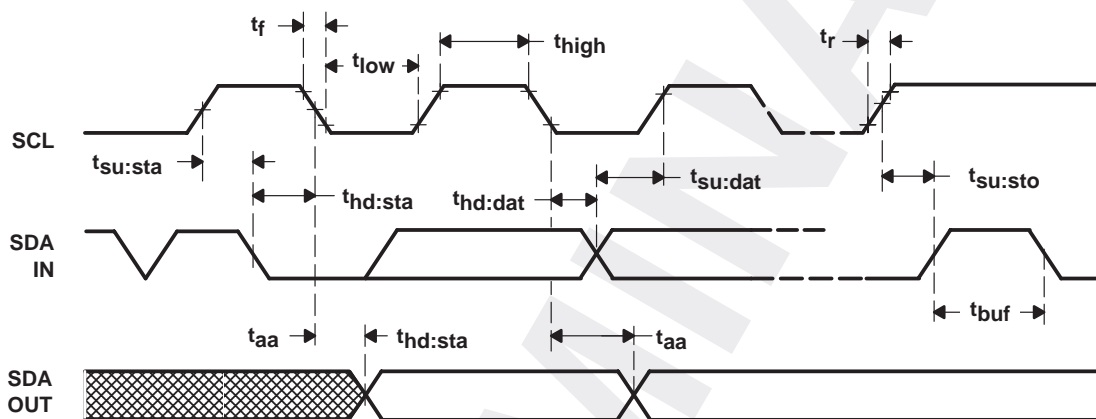 tf
tlow
thigh
tr
SCL
tsu:sta
thd:sta
thd:dat
tsu:dat
tsu:sto
SDA
IN
tbuf
taa
thd:sta
taa
SDA
OUT